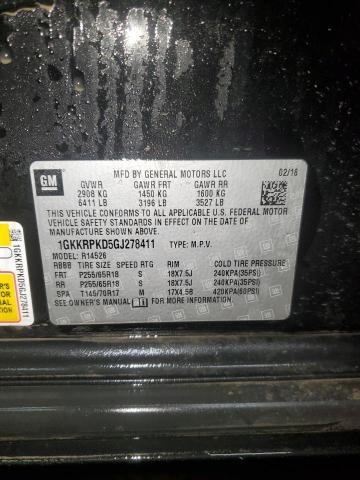 GM
MFD BY GENERAL MOTORS LLC 02/16
GVWR GAWR FRT GAWR RR
2908 KG 1450 KG 1600 KG
6411 LB 3196 LB 3527 LB
THIS VEHICLE CONFORMS TO ALL APPLICABLE U.S. FEDERAL MOTOR
VEHICLE SAFETY STANDARDS IN EFFECT ON THE DATE OF
MANUFACTURE SHOWN ABOVE.
1GKKRPKD5GJ278411 TYPE: M.P.V.
MODEL: R14526
RBBB TIRE SIZE SPEED RTG RIM COLD TIRE PRESSURE
FRT P255/65R18 S 18X7.5J 240KPA(35PSI)
RR P255/65R18 S 18X7.5J 240KPA(35PSI)
SPA T145/70R17 M 17X4.5B 420KPA(60PSI)
SEE OWNER'S MANUAL FOR MORE INFORMATION
1GKKRPKD5GJ278411